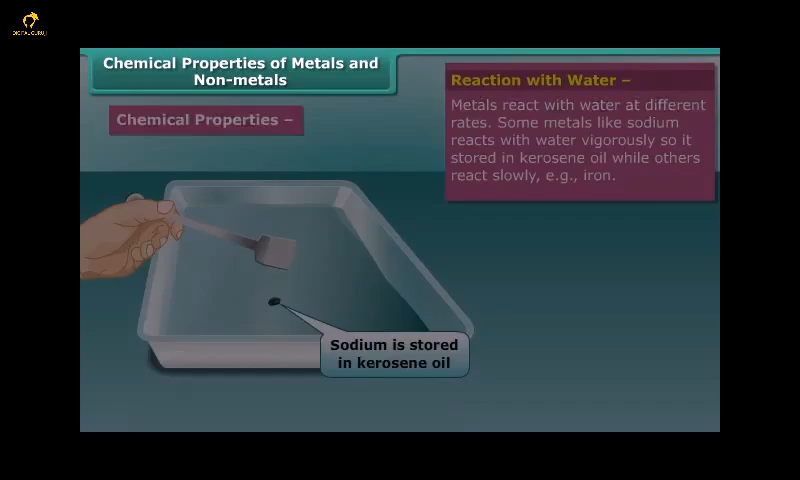 DIGITAL GURUJI
Chemical Properties of Metals and
Non-metals
Chemical Properties –
Reaction with Water –
Metals react with water at different
rates. Some metals like sodium
reacts with water vigorously so it
stored in kerosene oil while others
react slowly, e.g., iron.
Sodium is stored
in kerosene oil